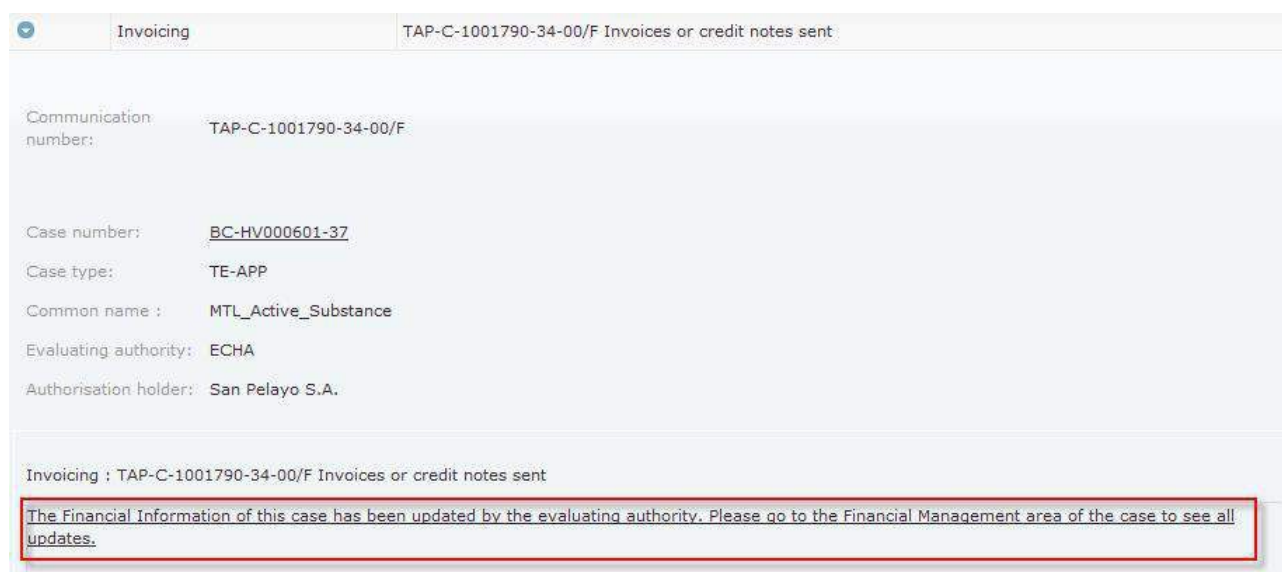 Invoicing TAP-C-1001790-34-00/F Invoices or credit notes sent
Communication
number: TAP-C-1001790-34-00/F
Case number: BC-HV000601-37
Case type: TE-APP
Common name : MTL_Active_Substance
Evaluating authority: ECHA
Authorisation holder: San Pelayo S.A.
Invoicing : TAP-C-1001790-34-00/F Invoices or credit notes sent
The Financial Information of this case has been updated by the evaluating authority. Please go to the Financial Management area of the case to see all
updates.